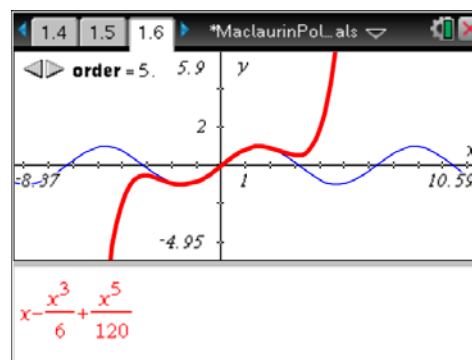 1.4 1.5 1.6 *MaclaurinPol…als
order = 5. 5.9 y
2
x
-8.37 1 10.59
-4.95
x-x^3/6+x^5/120